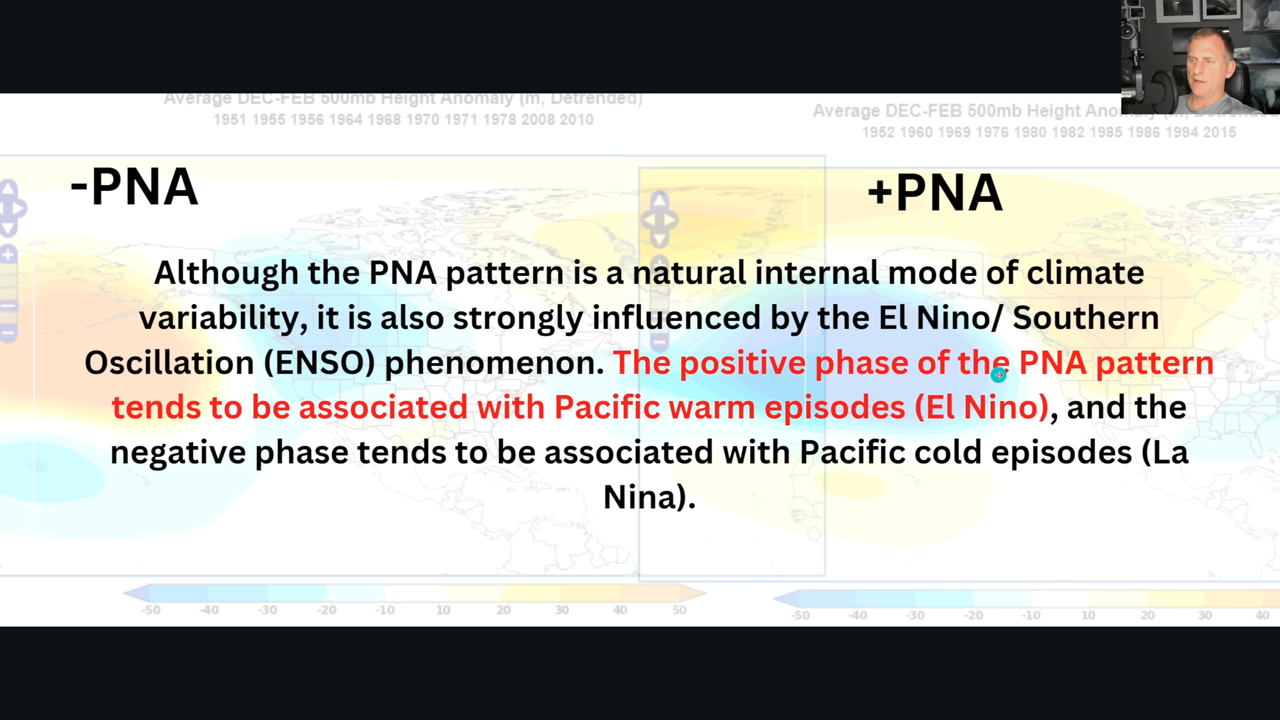 Average DEC-FEB 500mb Height Anomaly (m, Detrended)
1951 1955 1956 1964 1968 1970 1971 1978 2008 2010
Average DEC-FEB 500mb Height
1952 1960 1969 1976 1980 1982 1985 1986 1994 2015
-PNA
+PNA
Although the PNA pattern is a natural internal mode of climate
variability, it is also strongly influenced by the El Nino/ Southern
Oscillation (ENSO) phenomenon. The positive phase of the PNA pattern
tends to be associated with Pacific warm episodes (El Nino), and the
negative phase tends to be associated with Pacific cold episodes (La
Nina).
-50 -40 -30 -20 -10 10 20 30 40 50
-50 -40 -30 -20 -10 10 20 30 40